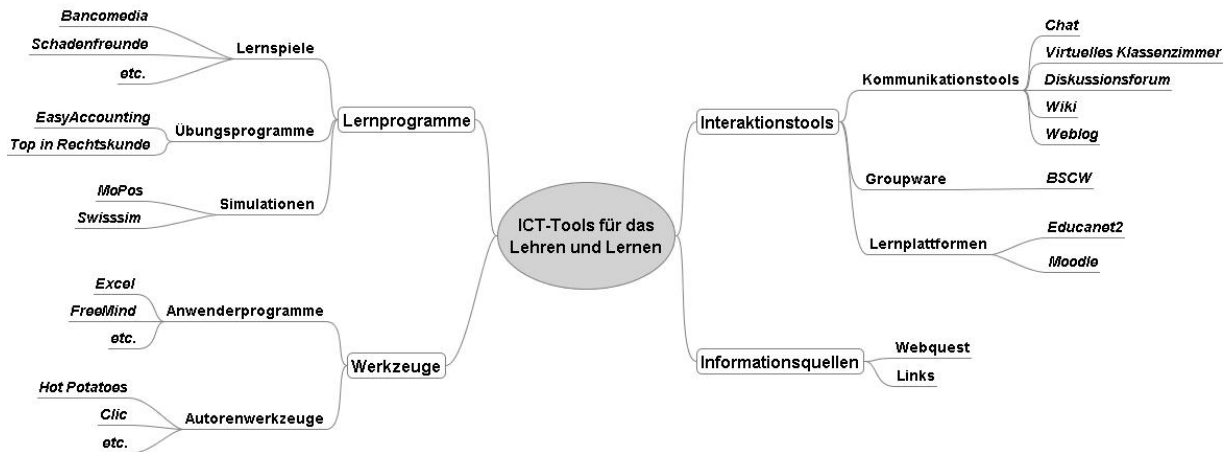 ICT-Tools für das
Lehren und Lernen
Lernprogramme
Lernspiele
Bancomedia
Schadenfreunde
etc.
Übungsprogramme
EasyAccounting
Top in Rechtskunde
Simulationen
MoPos
Swisssim
Werkzeuge
Anwenderprogramme
Excel
FreeMind
etc.
Autorenwerkzeuge
Hot Potatoes
Clic
etc.
Interaktionstools
Kommunikationstools
Chat
Virtuelles Klassenzimmer
Diskussionsforum
Wiki
Weblog
Groupware
BSCW
Lernplattformen
Educanet2
Moodle
Informationsquellen
Webquest
Links